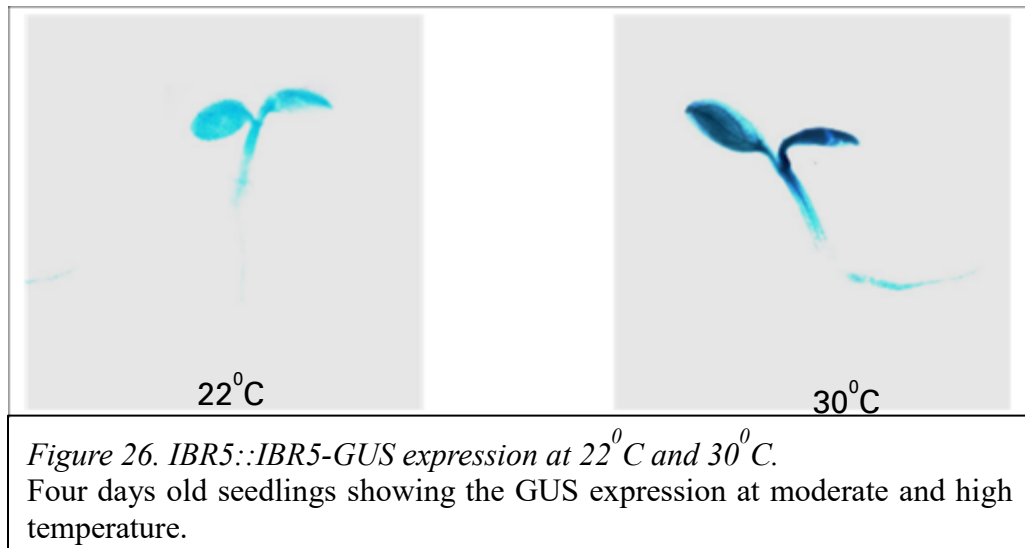 22⁰C
30⁰C
Figure 26. IBR5::IBR5-GUS expression at 22⁰C and 30⁰C.
Four days old seedlings showing the GUS expression at moderate and high
temperature.